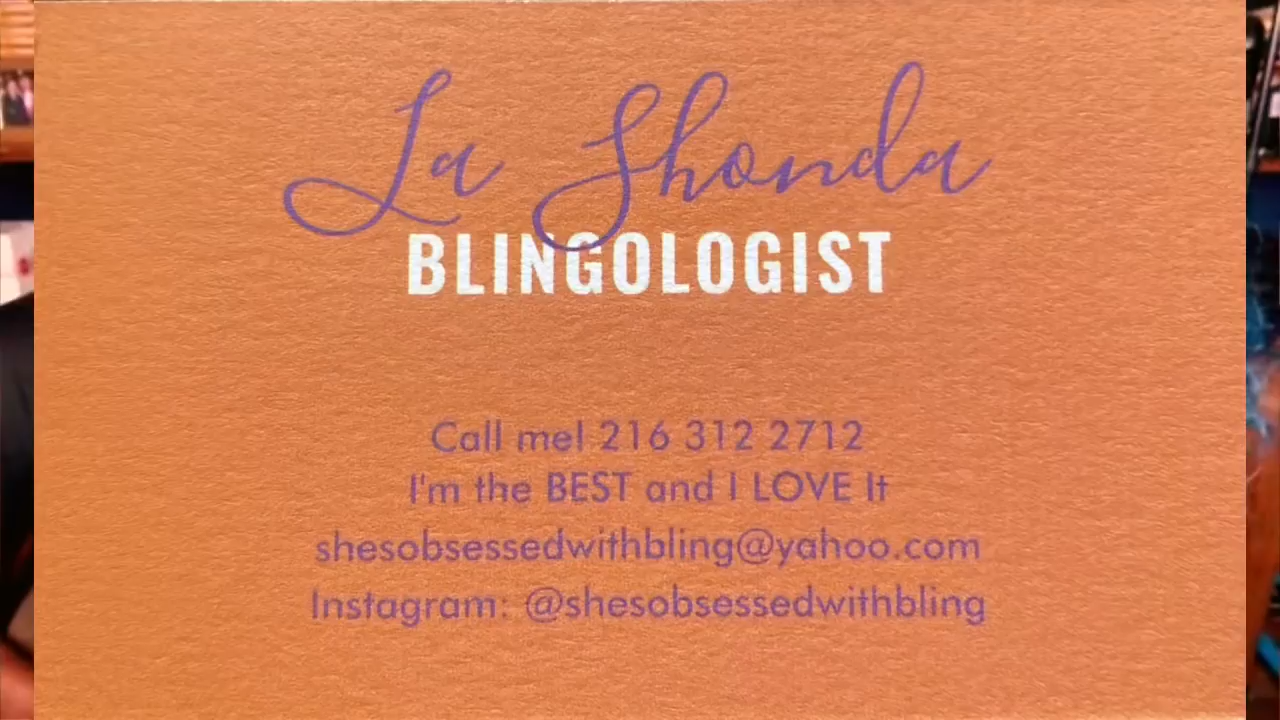 La Shonda
BLINGOLOGIST
Call me! 216 312 2712
I'm the BEST and I LOVE It
shesobsessedwithbling@yahoo.com
Instagram: @shesobsessedwithbling